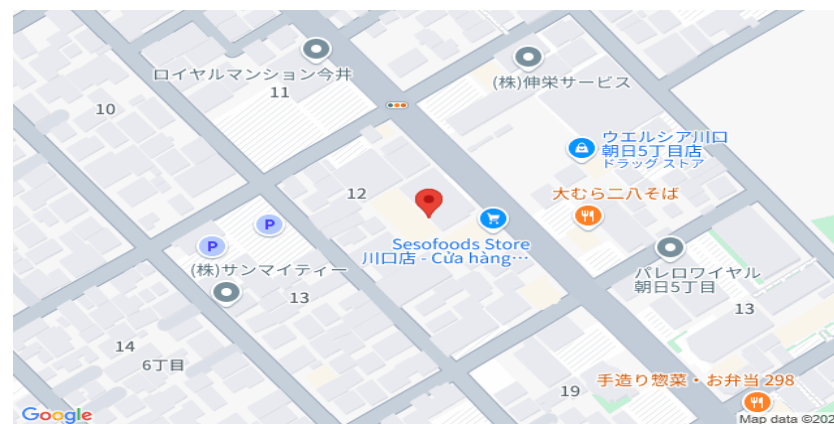 ロイヤルマンション今井
11
(株)伸栄サービス
10
ウエルシア川口
朝日5丁目店
ドラッグストア
12
大むら二八そば
P
P
Sesofoods Store
川口店 - Cửa hàng…
(株)サンマイティー
13
パレロワイヤル
朝日5丁目
13
14
6丁目
19
手造り惣菜・お弁当 298
Google
Map data ©202